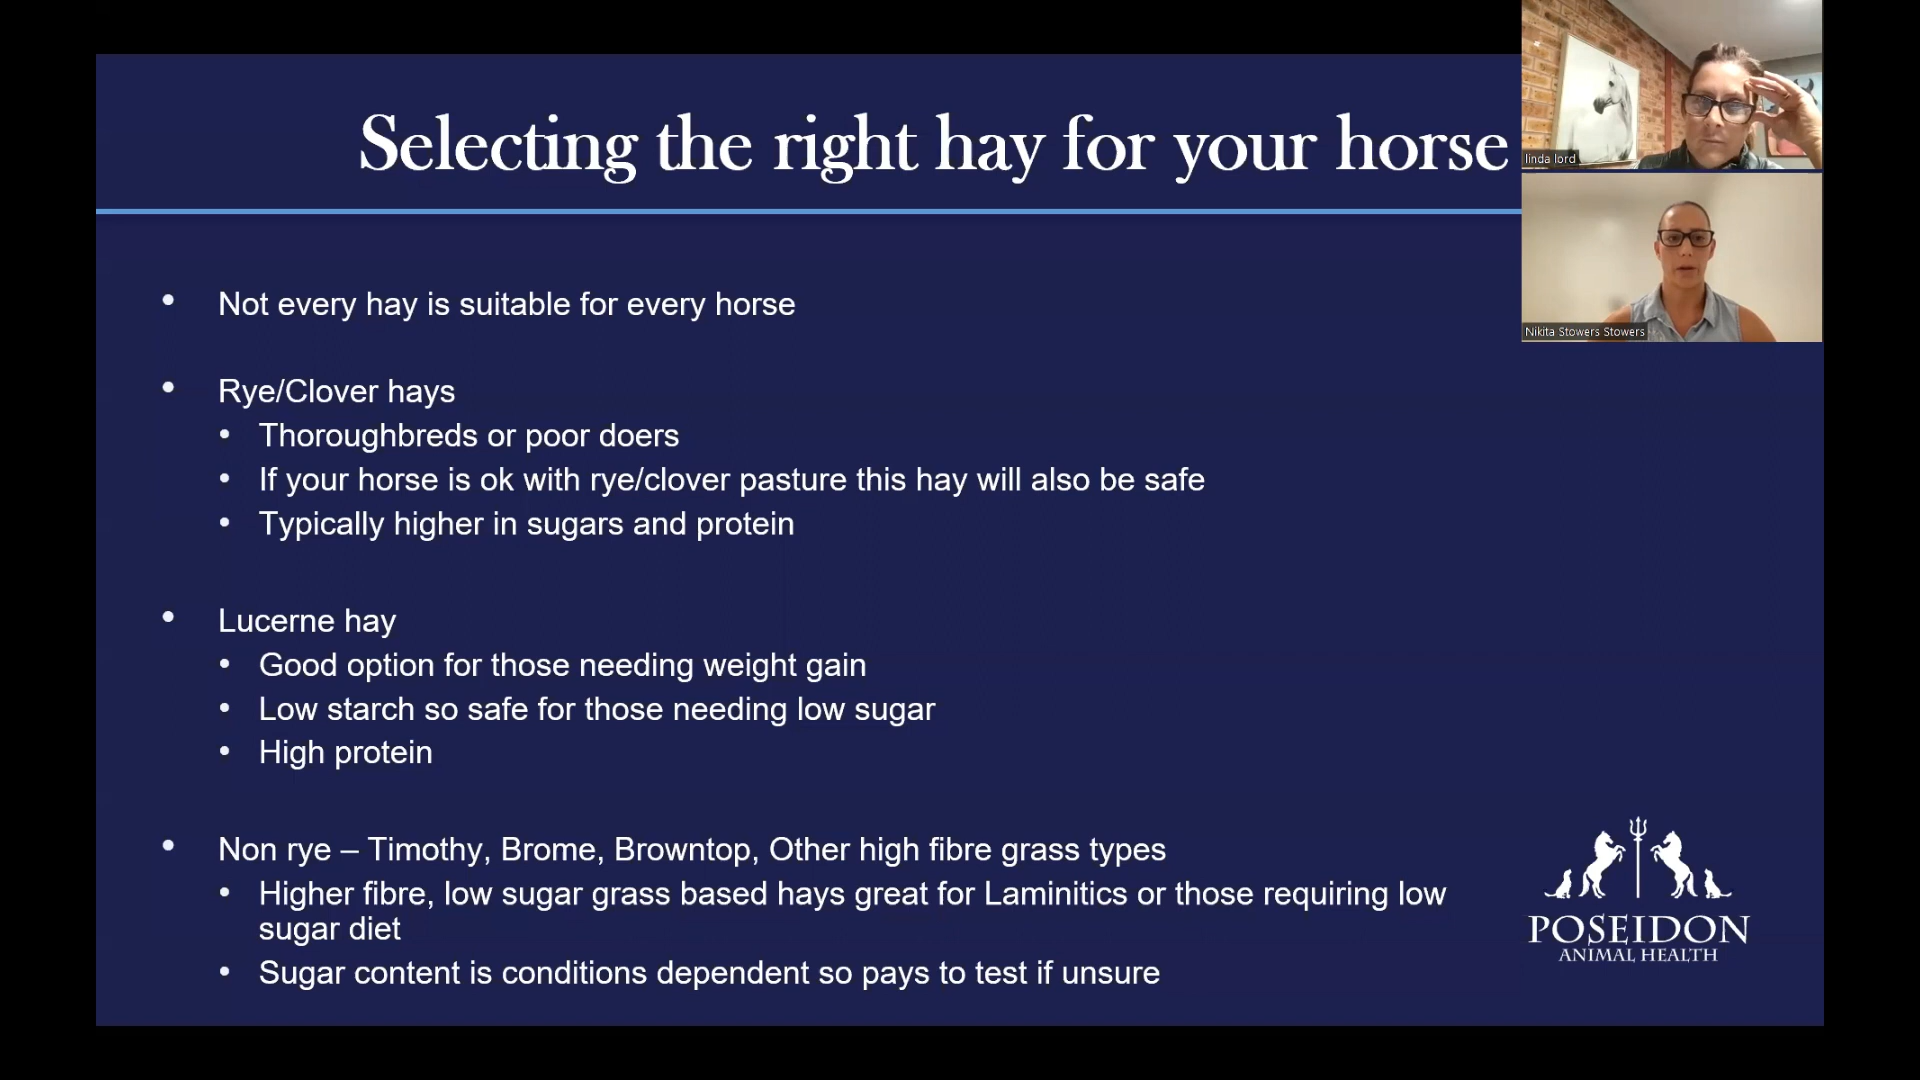 Selecting the right hay for your horse
linda lord
Nikita Stowers Stowers
• Not every hay is suitable for every horse
• Rye/Clover hays
• Thoroughbreds or poor doers
• If your horse is ok with rye/clover pasture this hay will also be safe
• Typically higher in sugars and protein
• Lucerne hay
• Good option for those needing weight gain
• Low starch so safe for those needing low sugar
• High protein
• Non rye – Timothy, Brome, Browntop, Other high fibre grass types
• Higher fibre, low sugar grass based hays great for Laminitics or those requiring low
sugar diet
• Sugar content is conditions dependent so pays to test if unsure
POSEIDON
ANIMAL HEALTH